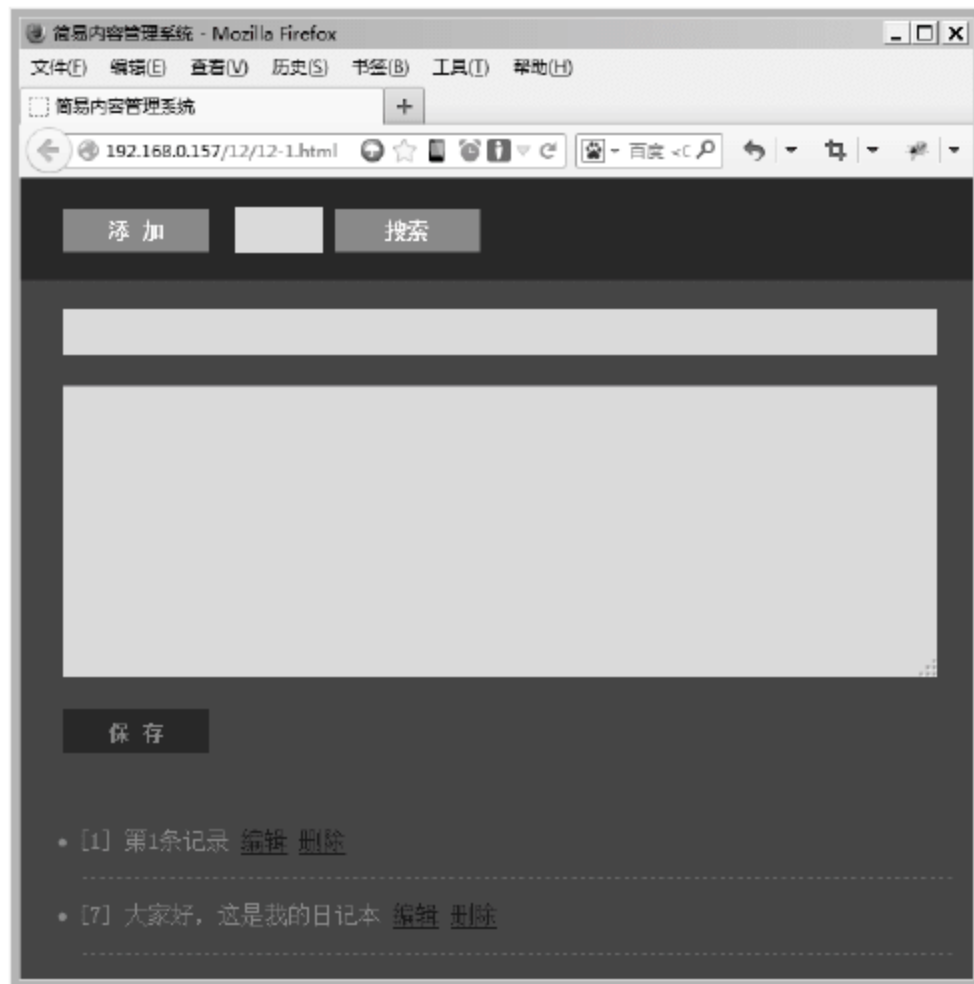 简易内容管理系统 - Mozilla Firefox
文件(F) 编辑(E) 查看(V) 历史(S) 书签(B) 工具(T) 帮助(H)
简易内容管理系统
192.168.0.157/12/12-1.html 百度 <C
添 加 搜索
保 存
[1] 第1条记录 编辑 删除
[7] 大家好，这是我的日记本 编辑 删除